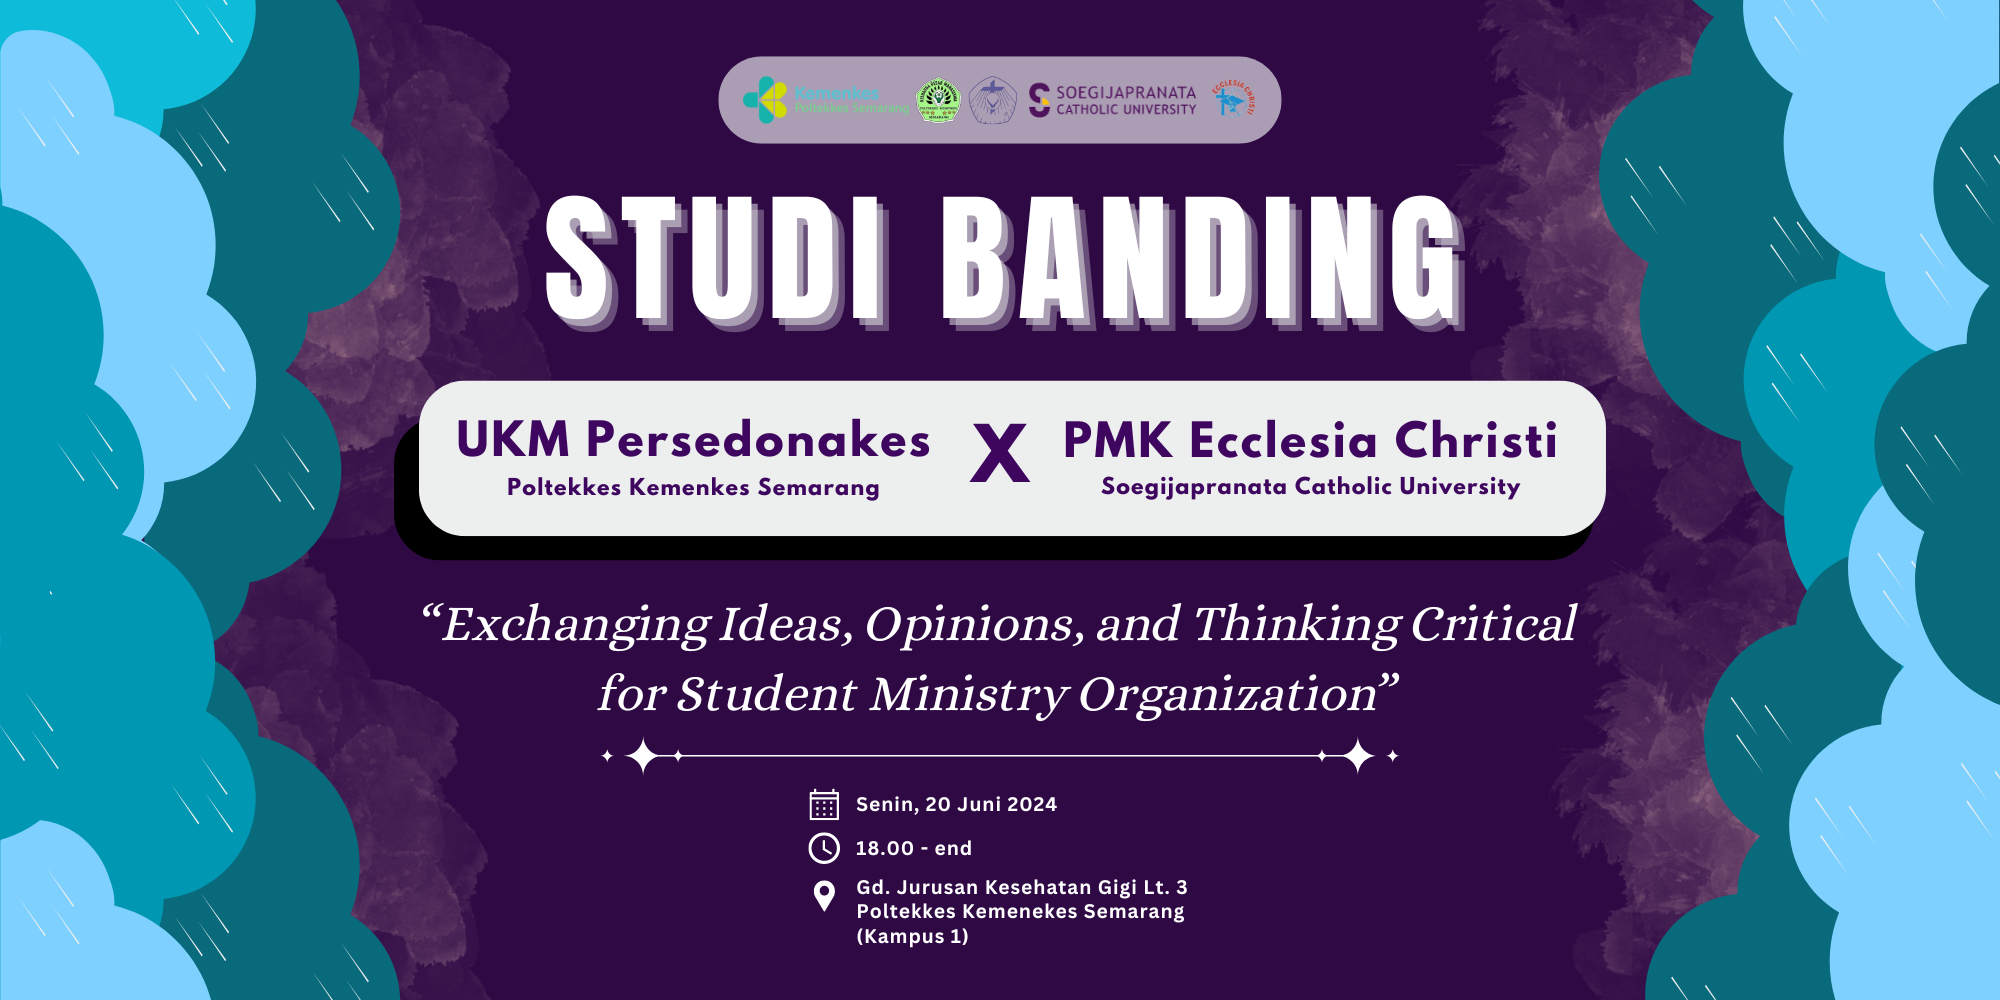 Kemenkes
Poltekkes Semarang
SOEGIJAPRANATA
CATHOLIC UNIVERSITY
ECCLESIA CHRISTI
STUDI BANDING
UKM Persedonakes X PMK Ecclesia Christi
Poltekkes Kemenkes Semarang Soegijapranata Catholic University
“Exchanging Ideas, Opinions, and Thinking Critical
for Student Ministry Organization”
Senin, 20 Juni 2024
18.00 - end
Gd. Jurusan Kesehatan Gigi Lt. 3
Poltekkes Kemenekes Semarang
(Kampus 1)